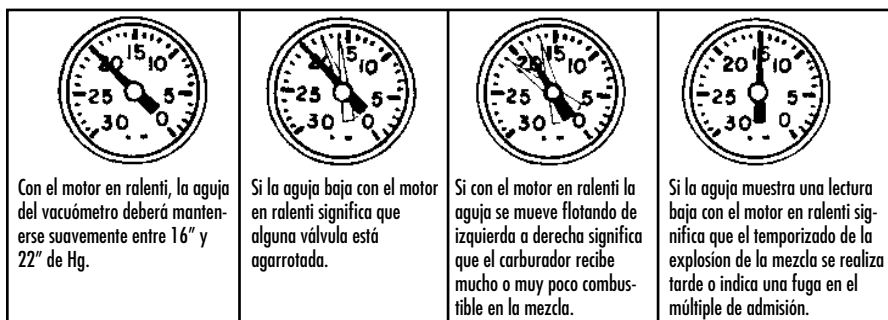 15
20 10
25 5
30 0
Con el motor en ralenti, la aguja
del vacuómetro deberá mante-
nerse suavemente entre 16" y
22" de Hg.
15
20 10
25 5
30 0
Si la aguja baja con el motor
en ralenti significa que
alguna válvula está
agarrotada.
15
20 10
25 5
30 0
Si con el motor en ralenti la
aguja se mueve flotando de
izquierda a derecha significa
que el carburador recibe
mucho o muy poco combus-
tible en la mezcla.
15
20 10
25 5
30 0
Si la aguja muestra una lectura
baja con el motor en ralenti sig-
nifica que el temporizado de la
explosíon de la mezcla se realiza
tarde o indica una fuga en el
múltiple de admisión.